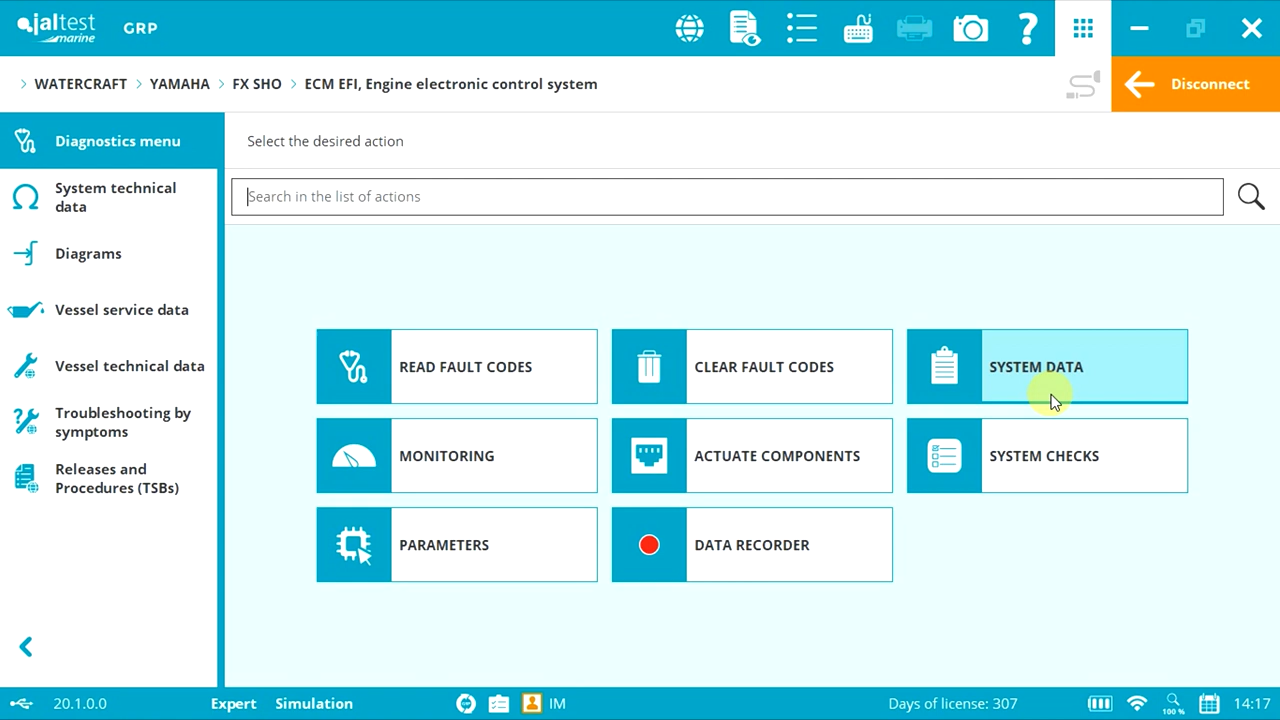 jaltest
marine
GRP
WATERCRAFT
YAMAHA
FX SHO
ECM EFI, Engine electronic control system
Disconnect
Diagnostics menu
System technical
data
Diagrams
Vessel service data
Vessel technical data
Troubleshooting by
symptoms
Releases and
Procedures (TSBs)
Select the desired action
Search in the list of actions
READ FAULT CODES
CLEAR FAULT CODES
SYSTEM DATA
MONITORING
ACTUATE COMPONENTS
SYSTEM CHECKS
PARAMETERS
DATA RECORDER
20.1.0.0
Expert
Simulation
IM
Days of license: 307
100 %
14:17